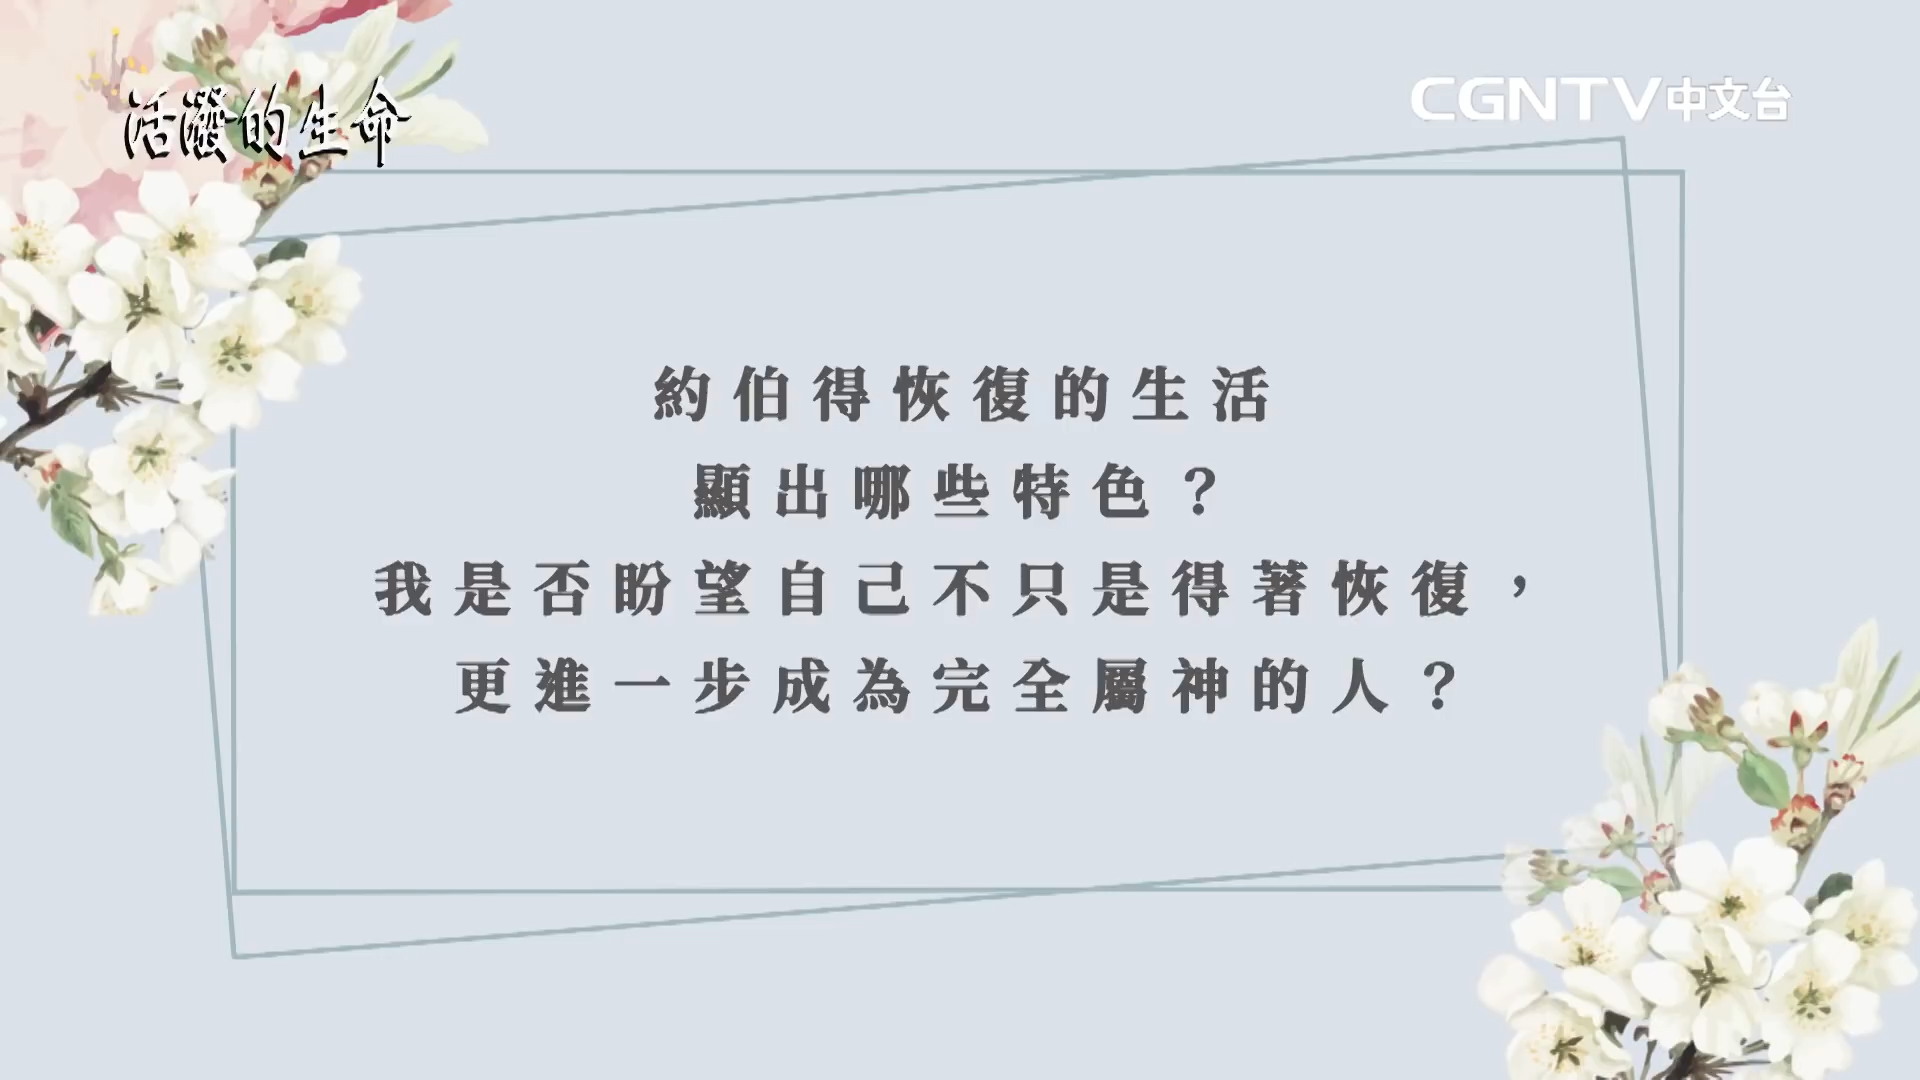 活潑的生命
CGNTV中文台
約伯得恢復的生活
顯出哪些特色？
我是否盼望自己不只是得著恢復，
更進一步成為完全屬神的人？